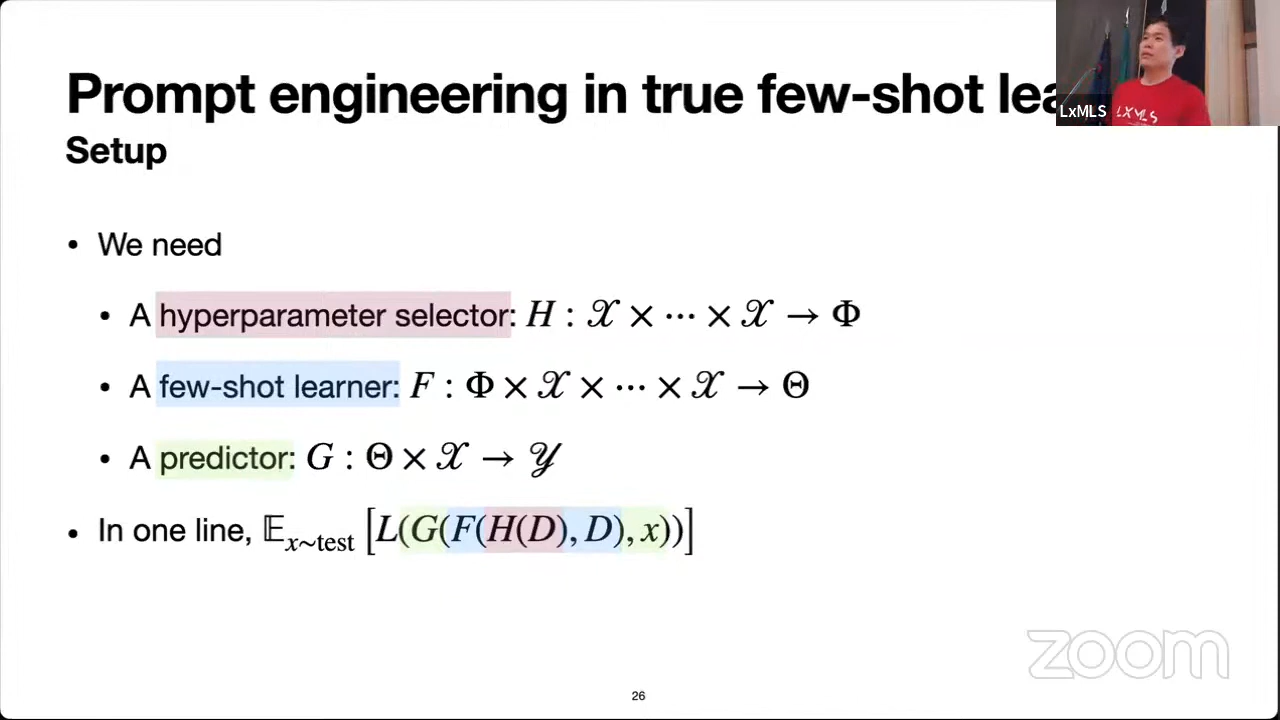 Prompt engineering in true few-shot lea
Setup
• We need
• A hyperparameter selector: H : 𝒳 × ⋯ × 𝒳 → Φ
• A few-shot learner: F : Φ × 𝒳 × ⋯ × 𝒳 → Θ
• A predictor: G : Θ × 𝒳 → 𝒴
• In one line, 𝔼x∼test [L(G(F(H(D), D), x))]
26
LxMLS
LXMLS
zoom